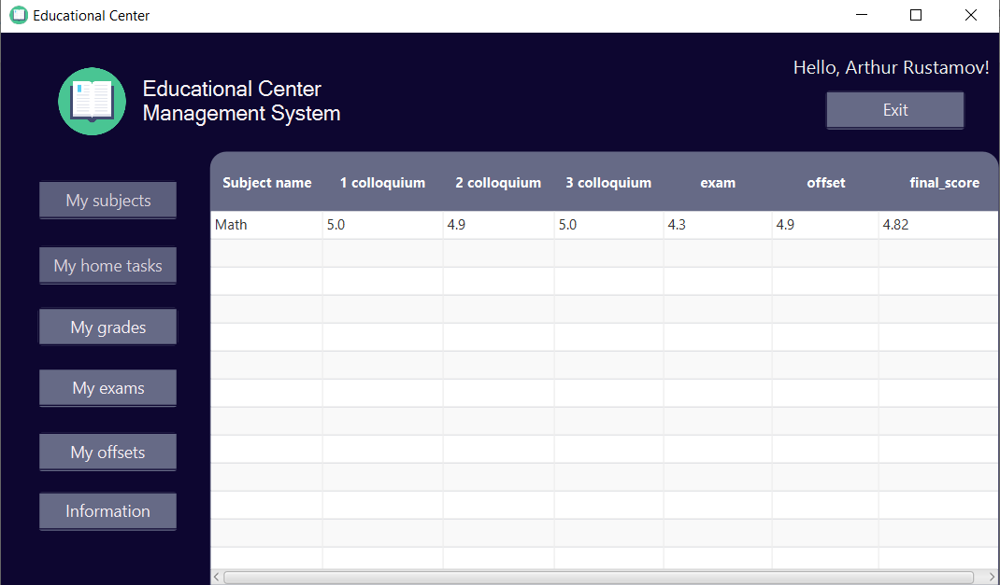 Educational Center
Hello, Arthur Rustamov!
Educational Center
Management System
Exit
Subject name 1 colloquium 2 colloquium 3 colloquium exam offset final_score
Math 5.0 4.9 5.0 4.3 4.9 4.82
My subjects
My home tasks
My grades
My exams
My offsets
Information